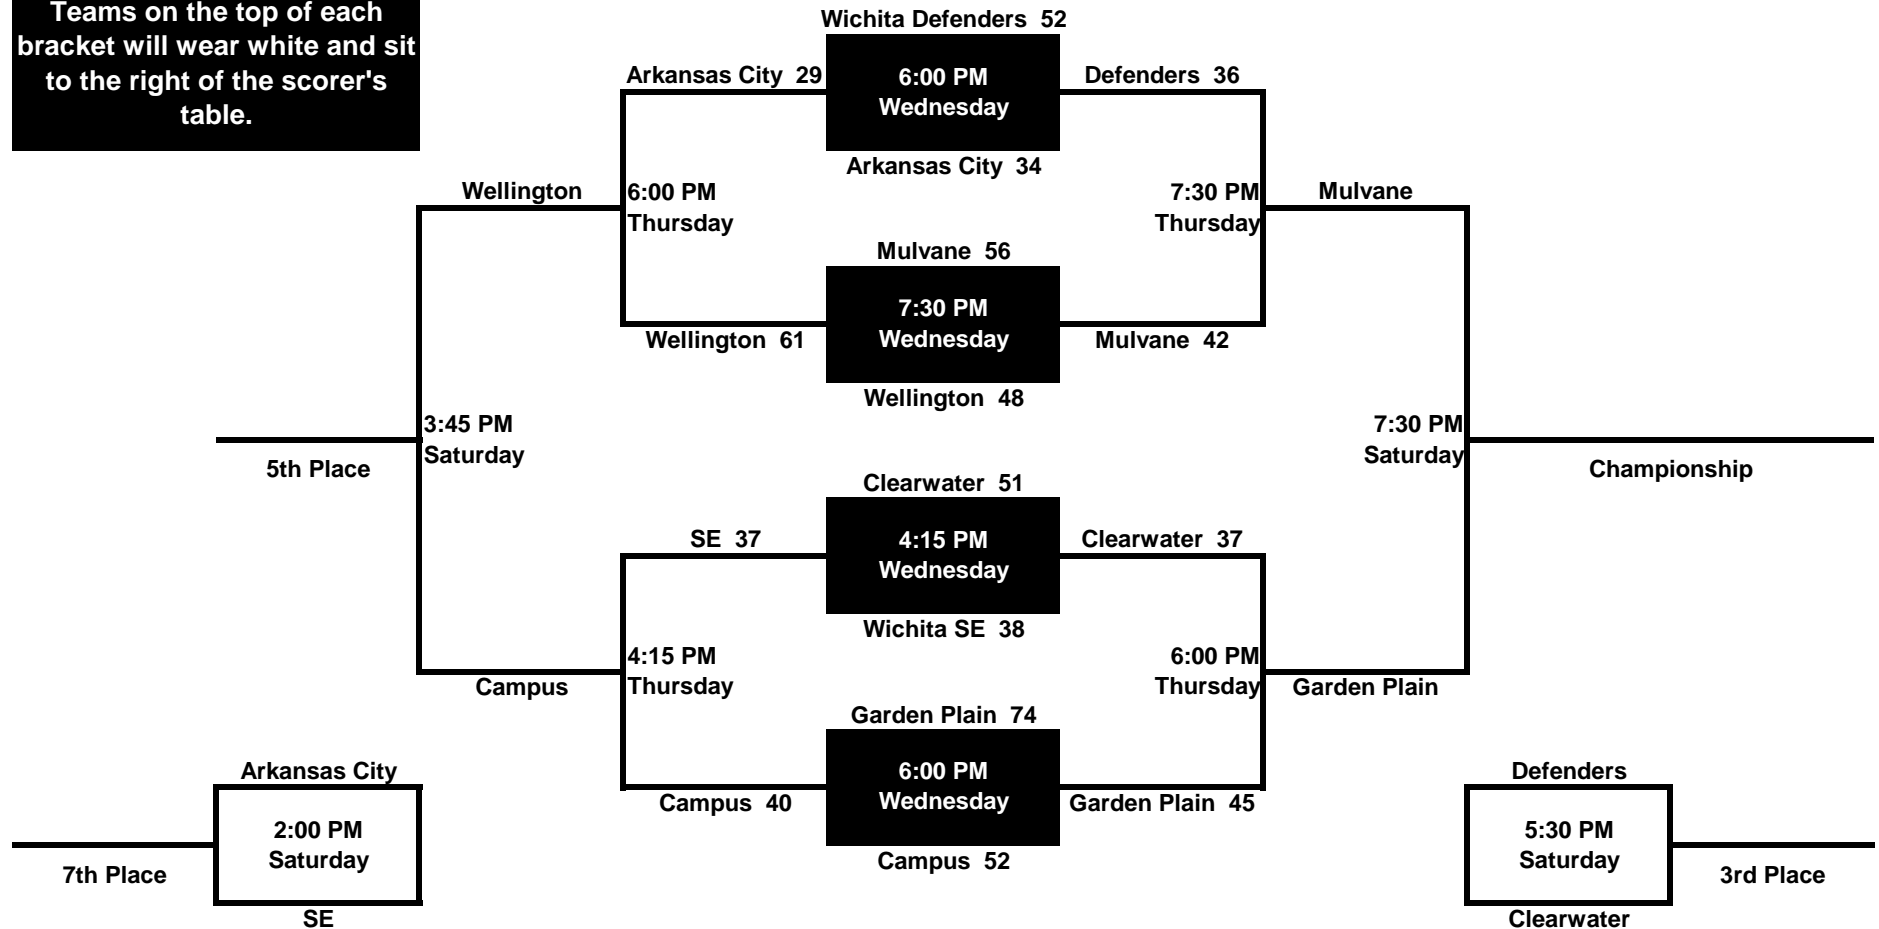 Teams on the top of each
bracket will wear white and sit
to the right of the scorer's
table.
Wichita Defenders 52
Arkansas City 29
6:00 PM
Wednesday
Defenders 36
Arkansas City 34
Wellington
6:00 PM
Thursday
7:30 PM
Thursday
Mulvane
Mulvane 56
7:30 PM
Wednesday
Wellington 61
Mulvane 42
Wellington 48
3:45 PM
Saturday
7:30 PM
Saturday
5th Place
Championship
Clearwater 51
SE 37
4:15 PM
Wednesday
Clearwater 37
Wichita SE 38
4:15 PM
Thursday
6:00 PM
Thursday
Campus
Garden Plain
Garden Plain 74
6:00 PM
Wednesday
Campus 40
Garden Plain 45
Campus 52
Arkansas City
2:00 PM
Saturday
7th Place
SE
Defenders
5:30 PM
Saturday
3rd Place
Clearwater